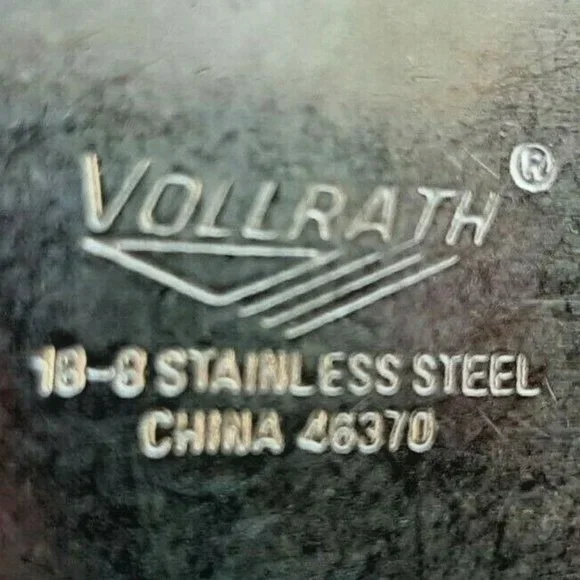 VOLLRATH ®
18-8 STAINLESS STEEL
CHINA 46370